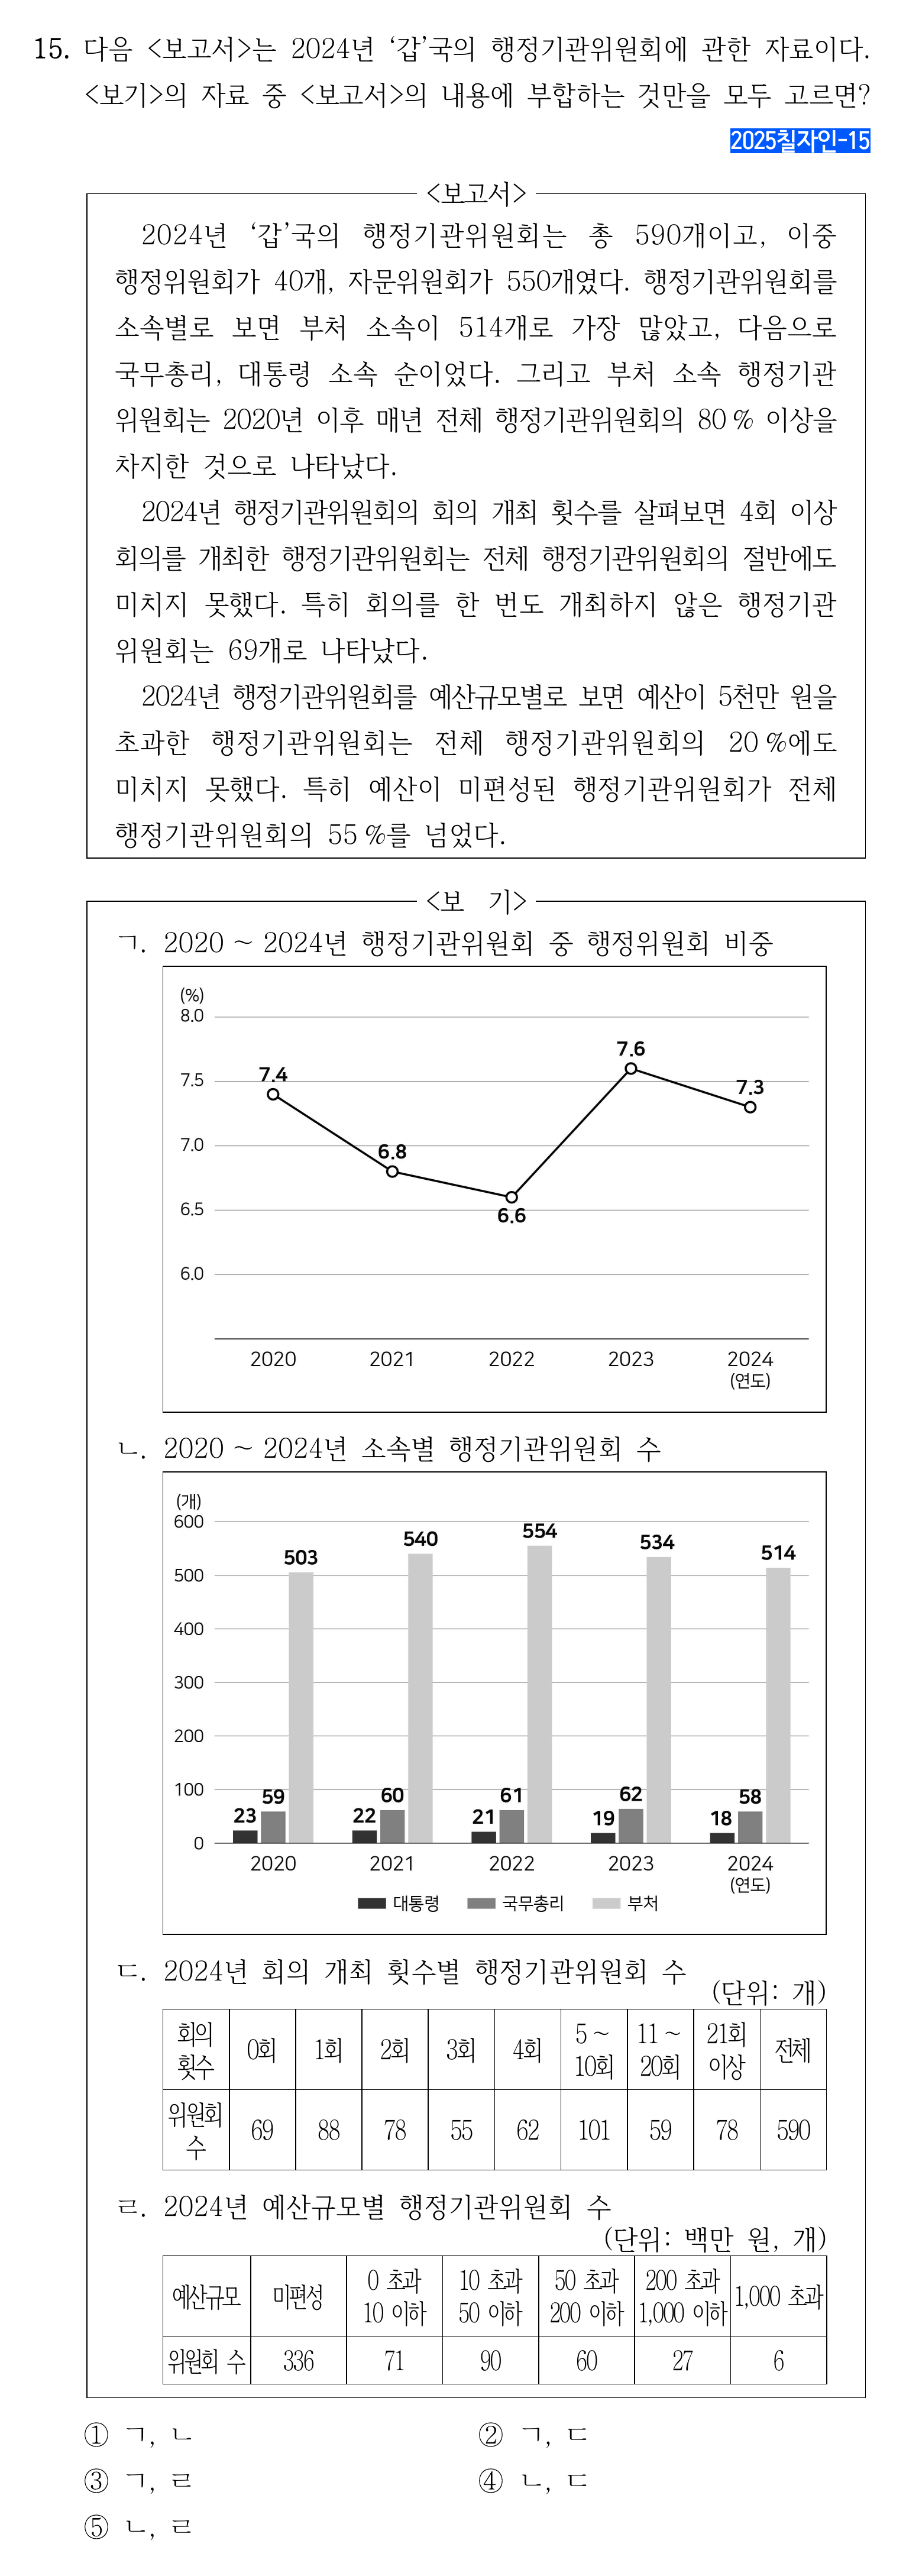 15. 다음 <보고서>는 2024년 ‘갑’국의 행정기관위원회에 관한 자료이다.
<보기>의 자료 중 <보고서>의 내용에 부합하는 것만을 모두 고르면?
2025칠자인-15
<보고서>
2024년 ‘갑’국의 행정기관위원회는 총 590개이고, 이중
행정위원회가 40개, 자문위원회가 550개였다. 행정기관위원회를
소속별로 보면 부처 소속이 514개로 가장 많았고, 다음으로
국무총리, 대통령 소속 순이었다. 그리고 부처 소속 행정기관
위원회는 2020년 이후 매년 전체 행정기관위원회의 80 % 이상을
차지한 것으로 나타났다.
2024년 행정기관위원회의 회의 개최 횟수를 살펴보면 4회 이상
회의를 개최한 행정기관위원회는 전체 행정기관위원회의 절반에도
미치지 못했다. 특히 회의를 한 번도 개최하지 않은 행정기관
위원회는 69개로 나타났다.
2024년 행정기관위원회를 예산규모별로 보면 예산이 5천만 원을
초과한 행정기관위원회는 전체 행정기관위원회의 20 %에도
미치지 못했다. 특히 예산이 미편성된 행정기관위원회가 전체
행정기관위원회의 55 %를 넘었다.
<보 기>
ㄱ. 2020 ~ 2024년 행정기관위원회 중 행정위원회 비중
(%)
8.0
7.5
7.0
6.5
6.0
7.4
6.8
6.6
7.6
7.3
2020 2021 2022 2023 2024
(연도)
ㄴ. 2020 ~ 2024년 소속별 행정기관위원회 수
(개)
600
500
400
300
200
100
0
23 59 503
22 60 540
21 61 554
19 62 534
18 58 514
2020 2021 2022 2023 2024
(연도)
대통령 국무총리 부처
ㄷ. 2024년 회의 개최 횟수별 행정기관위원회 수
(단위: 개)
회의 횟수 0회 1회 2회 3회 4회 5 ~ 10회 11 ~ 20회 21회 이상 전체
위원회 수 69 88 78 55 62 101 59 78 590
ㄹ. 2024년 예산규모별 행정기관위원회 수
(단위: 백만 원, 개)
예산규모 미편성 0 초과 10 이하 10 초과 50 이하 50 초과 200 이하 200 초과 1,000 이하 1,000 초과
위원회 수 336 71 90 60 27 6
① ㄱ, ㄴ ② ㄱ, ㄷ
③ ㄱ, ㄹ ④ ㄴ, ㄷ
⑤ ㄴ, ㄹ